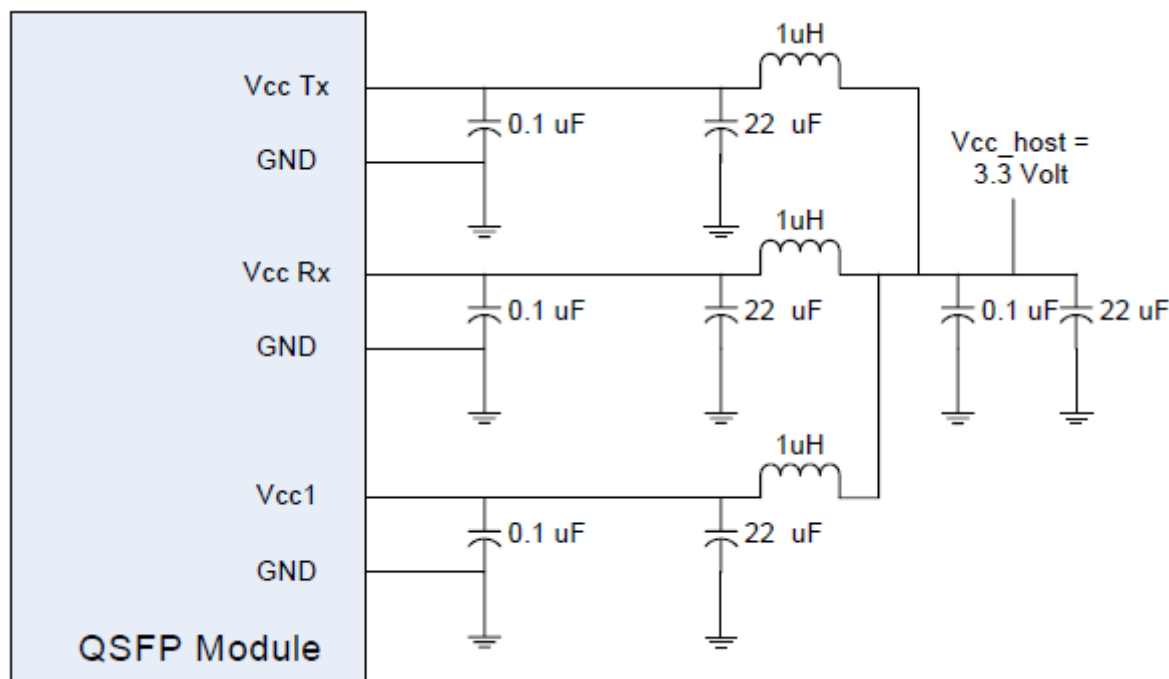 1uH
Vcc Tx
0.1 uF
22 uF
GND
Vcc_host =
3.3 Volt
1uH
Vcc Rx
0.1 uF
22 uF
0.1 uF
22 uF
GND
1uH
Vcc1
0.1 uF
22 uF
GND
QSFP Module